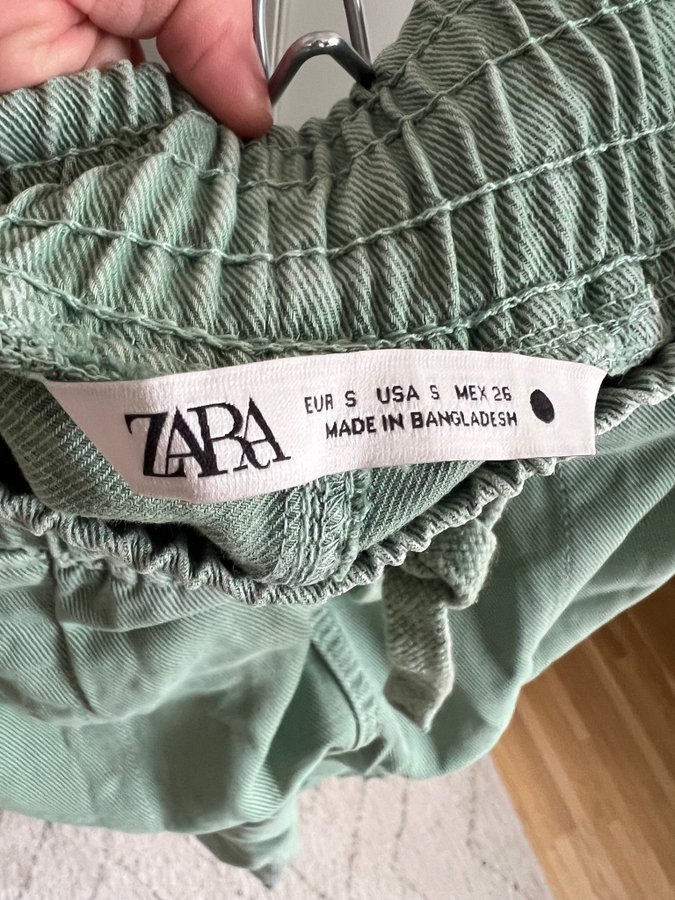 ZARA
EUR S USA S MEX 26
MADE IN BANGLADESH